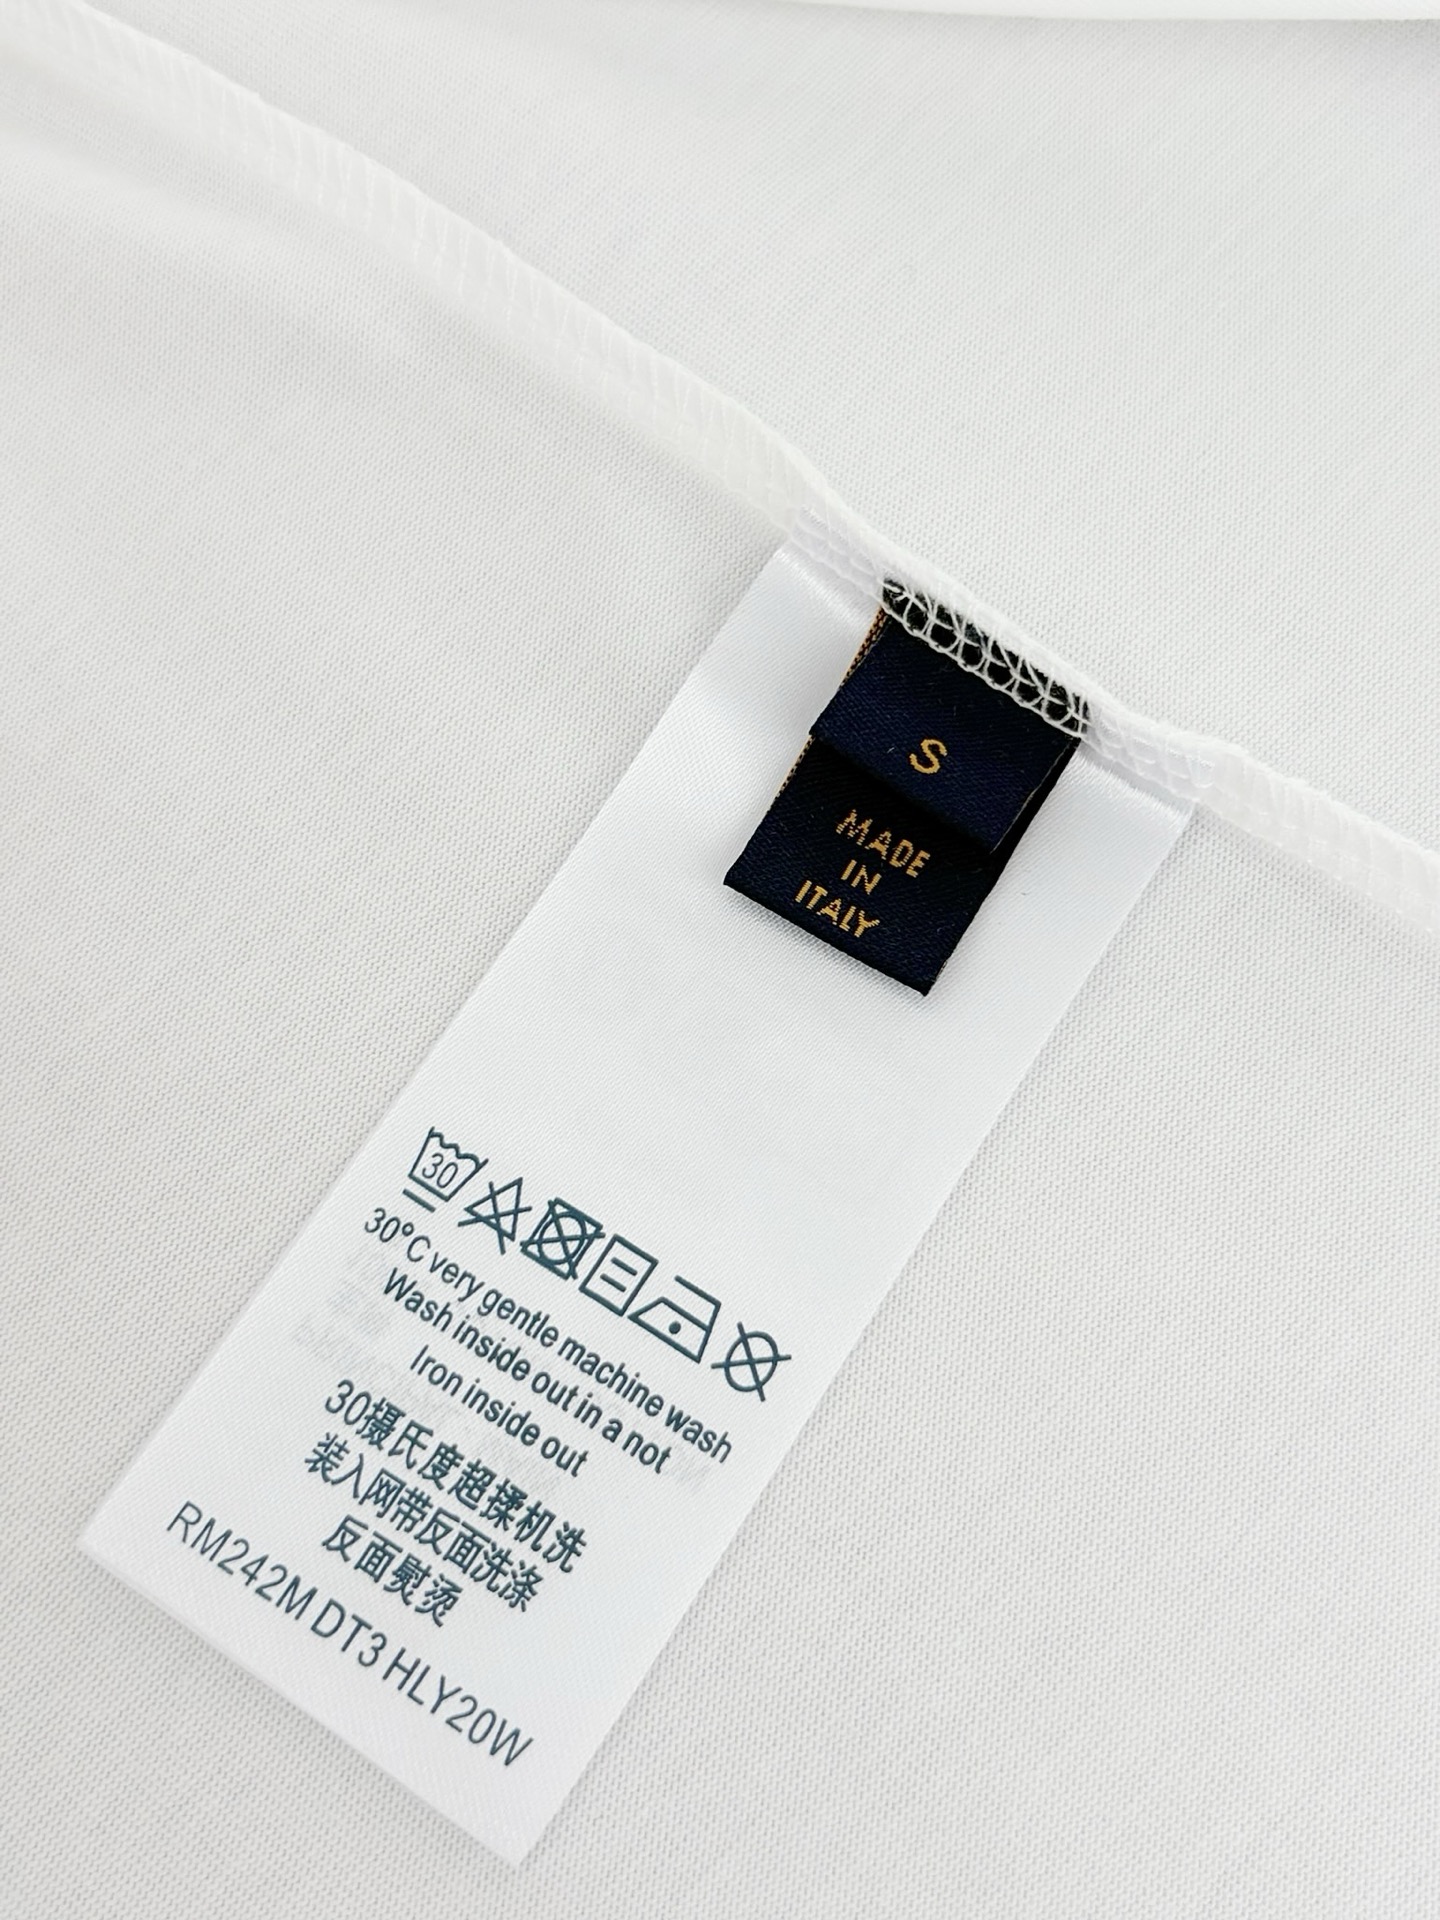 S
MADE
IN
ITALY
30
30°C very gentle machine wash
Wash inside out in a not
Iron inside out
30摄氏度超揉机洗
装入网带反面洗涤
反面熨烫
RM242M DT3 HLY20W